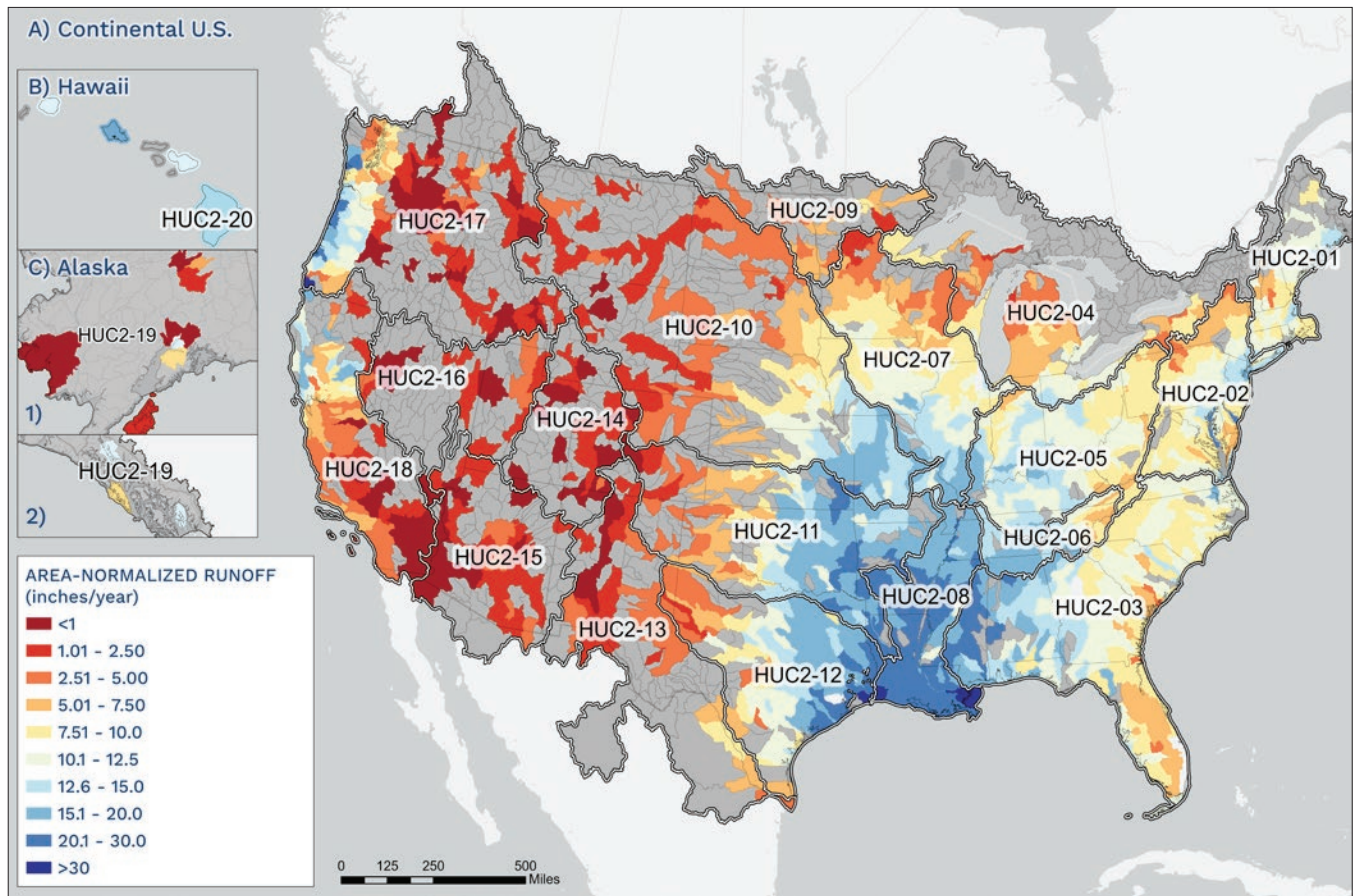 A) Continental U.S.
B) Hawaii
HUC2-20
C) Alaska
HUC2-19
1)
HUC2-19
2)
AREA-NORMALIZED RUNOFF
(inches/year)
<1
1.01 - 2.50
2.51 - 5.00
5.01 - 7.50
7.51 - 10.0
10.1 - 12.5
12.6 - 15.0
15.1 - 20.0
20.1 - 30.0
>30
HUC2-17
HUC2-09
HUC2-01
HUC2-04
HUC2-10
HUC2-07
HUC2-16
HUC2-02
HUC2-14
HUC2-05
HUC2-18
HUC2-11
HUC2-06
HUC2-15
HUC2-08
HUC2-03
HUC2-13
HUC2-12
0 125 250 500
Miles